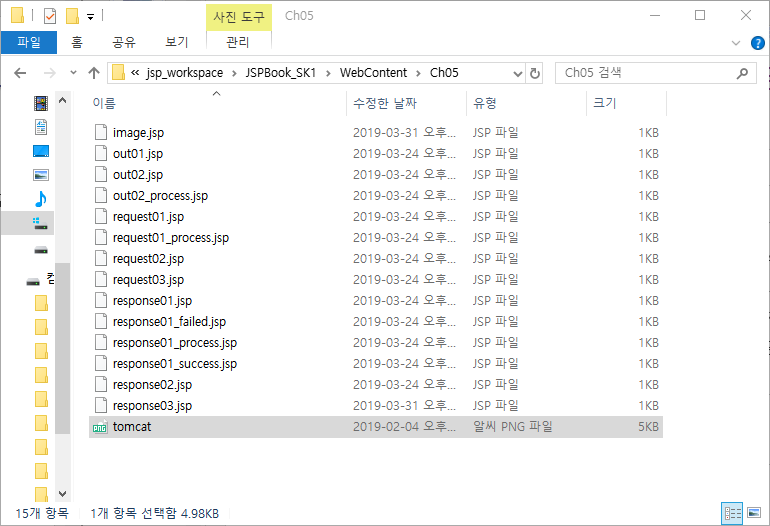 사진 도구 Ch05
파일 홈 공유 보기 관리
« jsp_workspace > JSPBook_SK1 > WebContent > Ch05 Ch05 검색
이름 수정한 날짜 유형 크기
image.jsp 2019-03-31 오후... JSP 파일 1KB
out01.jsp 2019-03-24 오후... JSP 파일 1KB
out02.jsp 2019-03-24 오후... JSP 파일 1KB
out02_process.jsp 2019-03-24 오후... JSP 파일 1KB
request01.jsp 2019-03-24 오후... JSP 파일 1KB
request01_process.jsp 2019-03-24 오후... JSP 파일 1KB
request02.jsp 2019-03-24 오후... JSP 파일 1KB
request03.jsp 2019-03-24 오후... JSP 파일 1KB
response01.jsp 2019-03-24 오후... JSP 파일 1KB
response01_failed.jsp 2019-03-24 오후... JSP 파일 1KB
response01_process.jsp 2019-03-24 오후... JSP 파일 1KB
response01_success.jsp 2019-03-24 오후... JSP 파일 1KB
response02.jsp 2019-03-24 오후... JSP 파일 1KB
response03.jsp 2019-03-31 오후... JSP 파일 1KB
tomcat 2019-02-04 오후... 알씨 PNG 파일 5KB
15개 항목 1개 항목 선택함 4.98KB